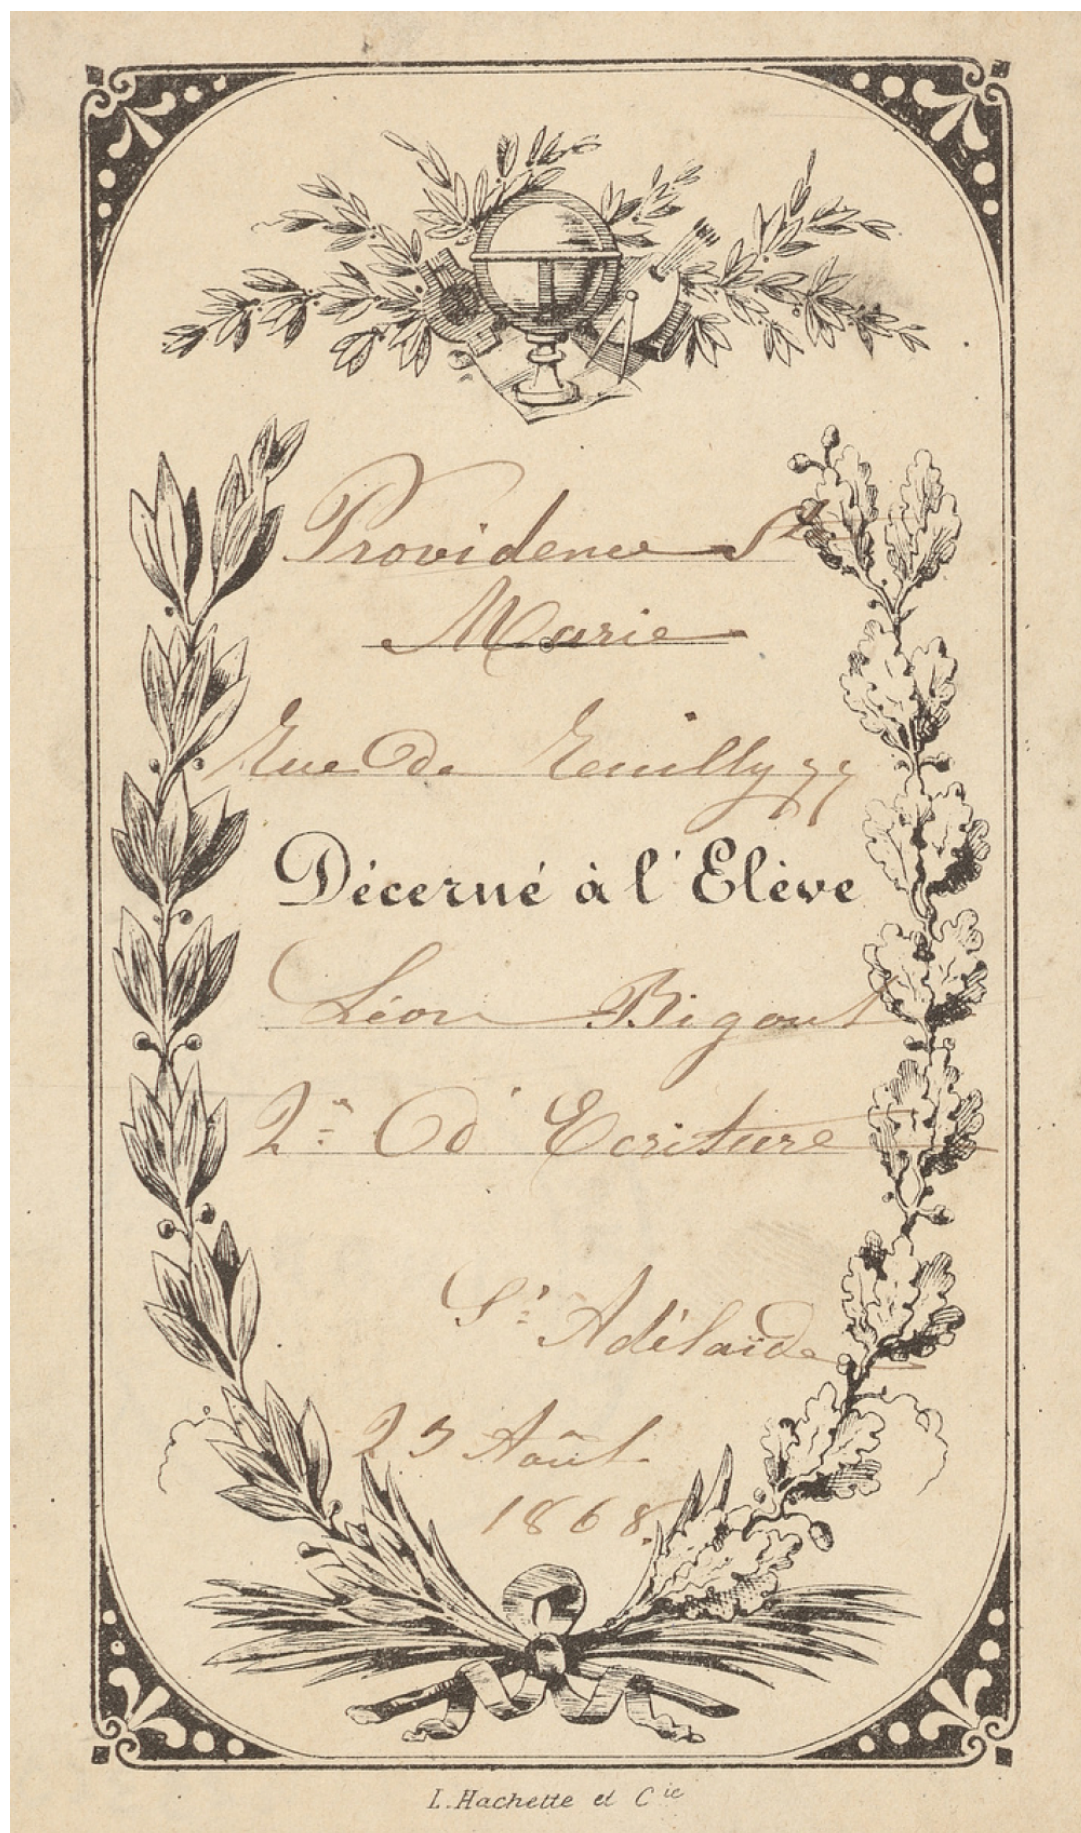 Providence Ste
Marie
Rue de Reuilly 77
Décerné à l'Elève
Léon Bigout
2e d'Ecriture
Sr Adélaïde
25 Août
1868.
L. Hachette et Cie